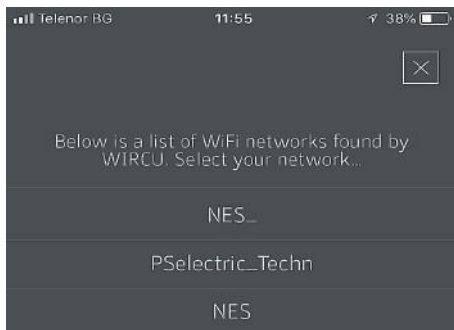 Telenor BG 11:55 38%
Below is a list of WiFi networks found by
WIRCU. Select your network...
NES_
PSelectric_Techn
NES